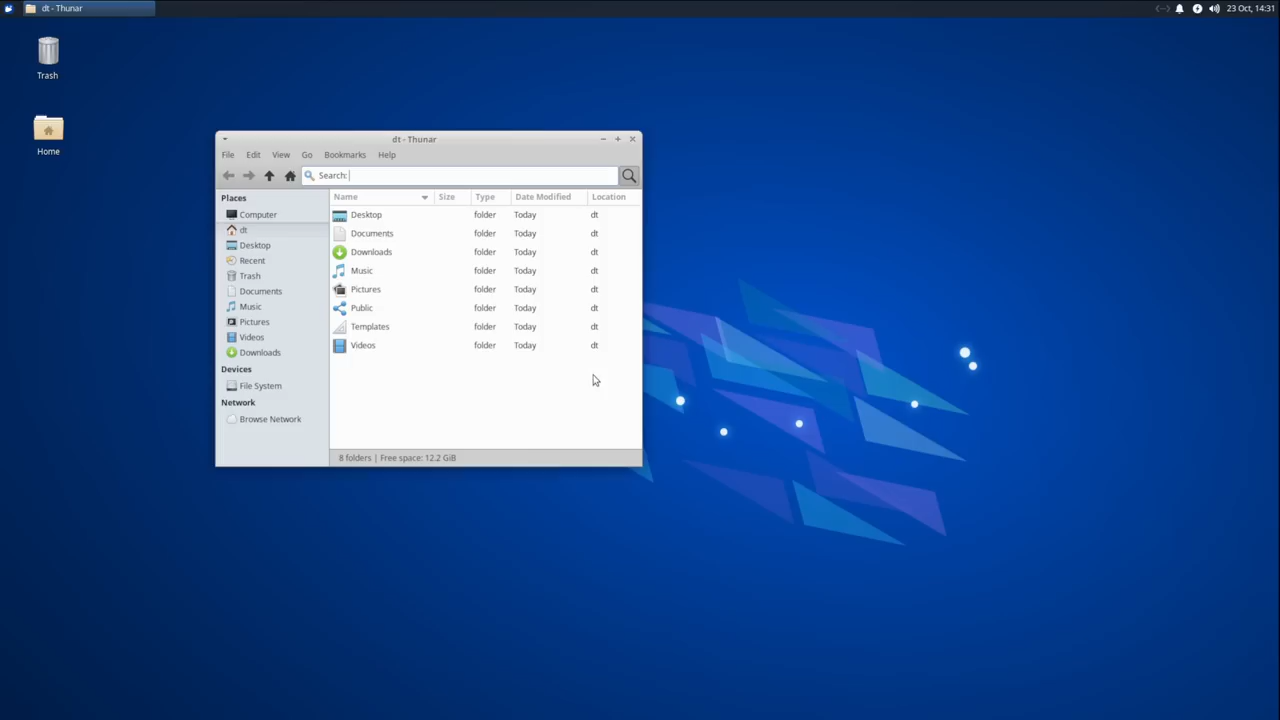 dt - Thunar
23 Oct, 14:31
Trash
Home
dt - Thunar
File Edit View Go Bookmarks Help
Search:
Places
Computer
dt
Desktop
Recent
Trash
Documents
Music
Pictures
Videos
Downloads
Devices
File System
Network
Browse Network
Name Size Type Date Modified Location
Desktop folder Today dt
Documents folder Today dt
Downloads folder Today dt
Music folder Today dt
Pictures folder Today dt
Public folder Today dt
Templates folder Today dt
Videos folder Today dt
8 folders | Free space: 12.2 GiB